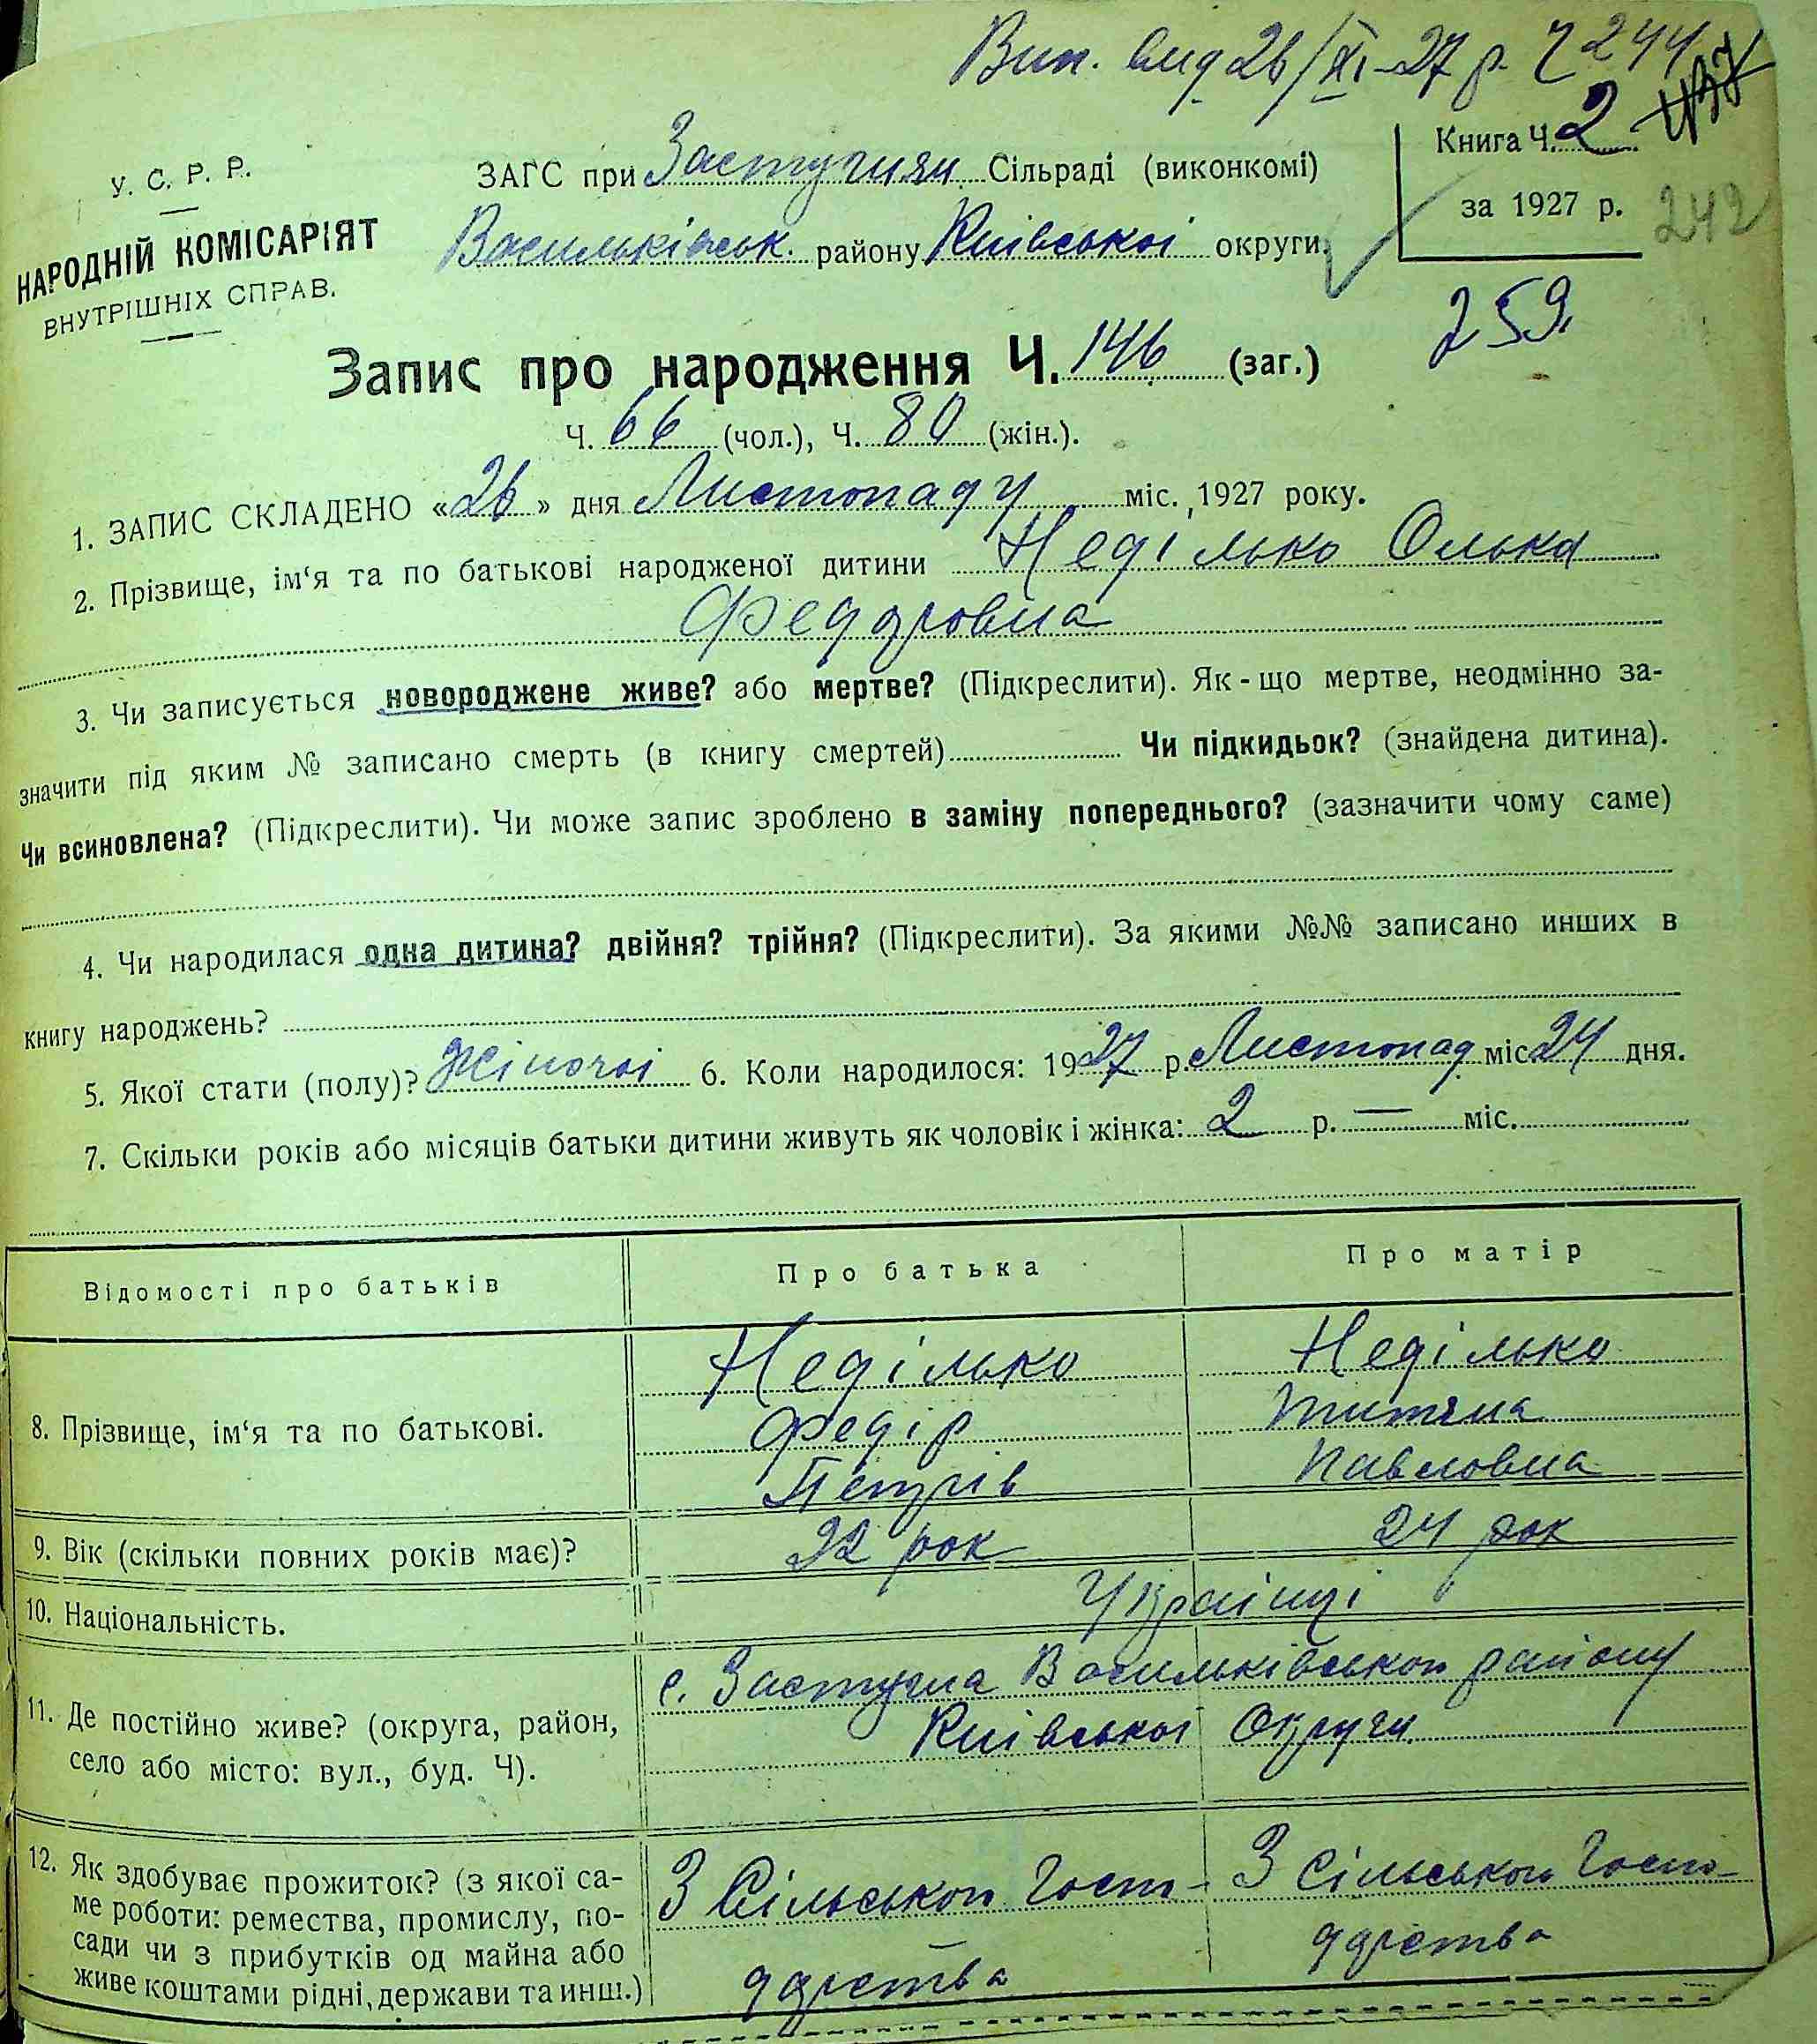 Вип. вид 26/XI-27 р. Ч 244
У. С. Р. Р.
НАРОДНІЙ КОМІСАРІЯТ
ВНУТРІШНІХ СПРАВ.
ЗАГС при Застугнян. Сільраді (виконкомі)
Васильківськ. району Київської округи.
Книга Ч. 2
за 1927 р.
242
259.
Запис про народження Ч. 146 (заг.)
Ч. 66 (чол.), Ч. 80 (жін.).
1. ЗАПИС СКЛАДЕНО «26» дня Листопаду міс. 1927 року.
2. Прізвище, ім‘я та по батькові народженої дитини Неділько Олька
Федоровна
3. Чи записується новороджене живе? або мертве? (Підкреслити). Як-що мертве, неодмінно за-
значити під яким № записано смерть (в книгу смертей) Чи підкидьок? (знайдена дитина).
Чи всиновлена? (Підкреслити). Чи може запис зроблено в заміну попереднього? (зазначити чому саме)
4. Чи народилася одна дитина? двійня? трійня? (Підкреслити). За якими №№ записано инших в
книгу народжень?
5. Якої стати (полу)? Жіночої 6. Коли народилося: 1927 р. Листопад міс 24 дня.
7. Скільки років або місяців батьки дитини живуть як чоловік і жінка: 2 р. — міс.
Відомості про батьків Про батька Про матір
8. Прізвище, ім‘я та по батькові.
Неділько Неділько
Федір Титяна
Петрів Павловна
9. Вік (скільки повних років має)? 22 рок 24 рок
10. Національність. Українці
11. Де постійно живе? (округа, район,
село або місто: вул., буд. Ч).
с. Застугна Васильківського району
Київської Округи
12. Як здобуває прожиток? (з якої са-
ме роботи: ремества, промислу, по-
сади чи з прибутків од майна або
живе коштами рідні, держави та инш.)
З Сільського Госпо-
дарства
З Сільського Госпо-
дарства